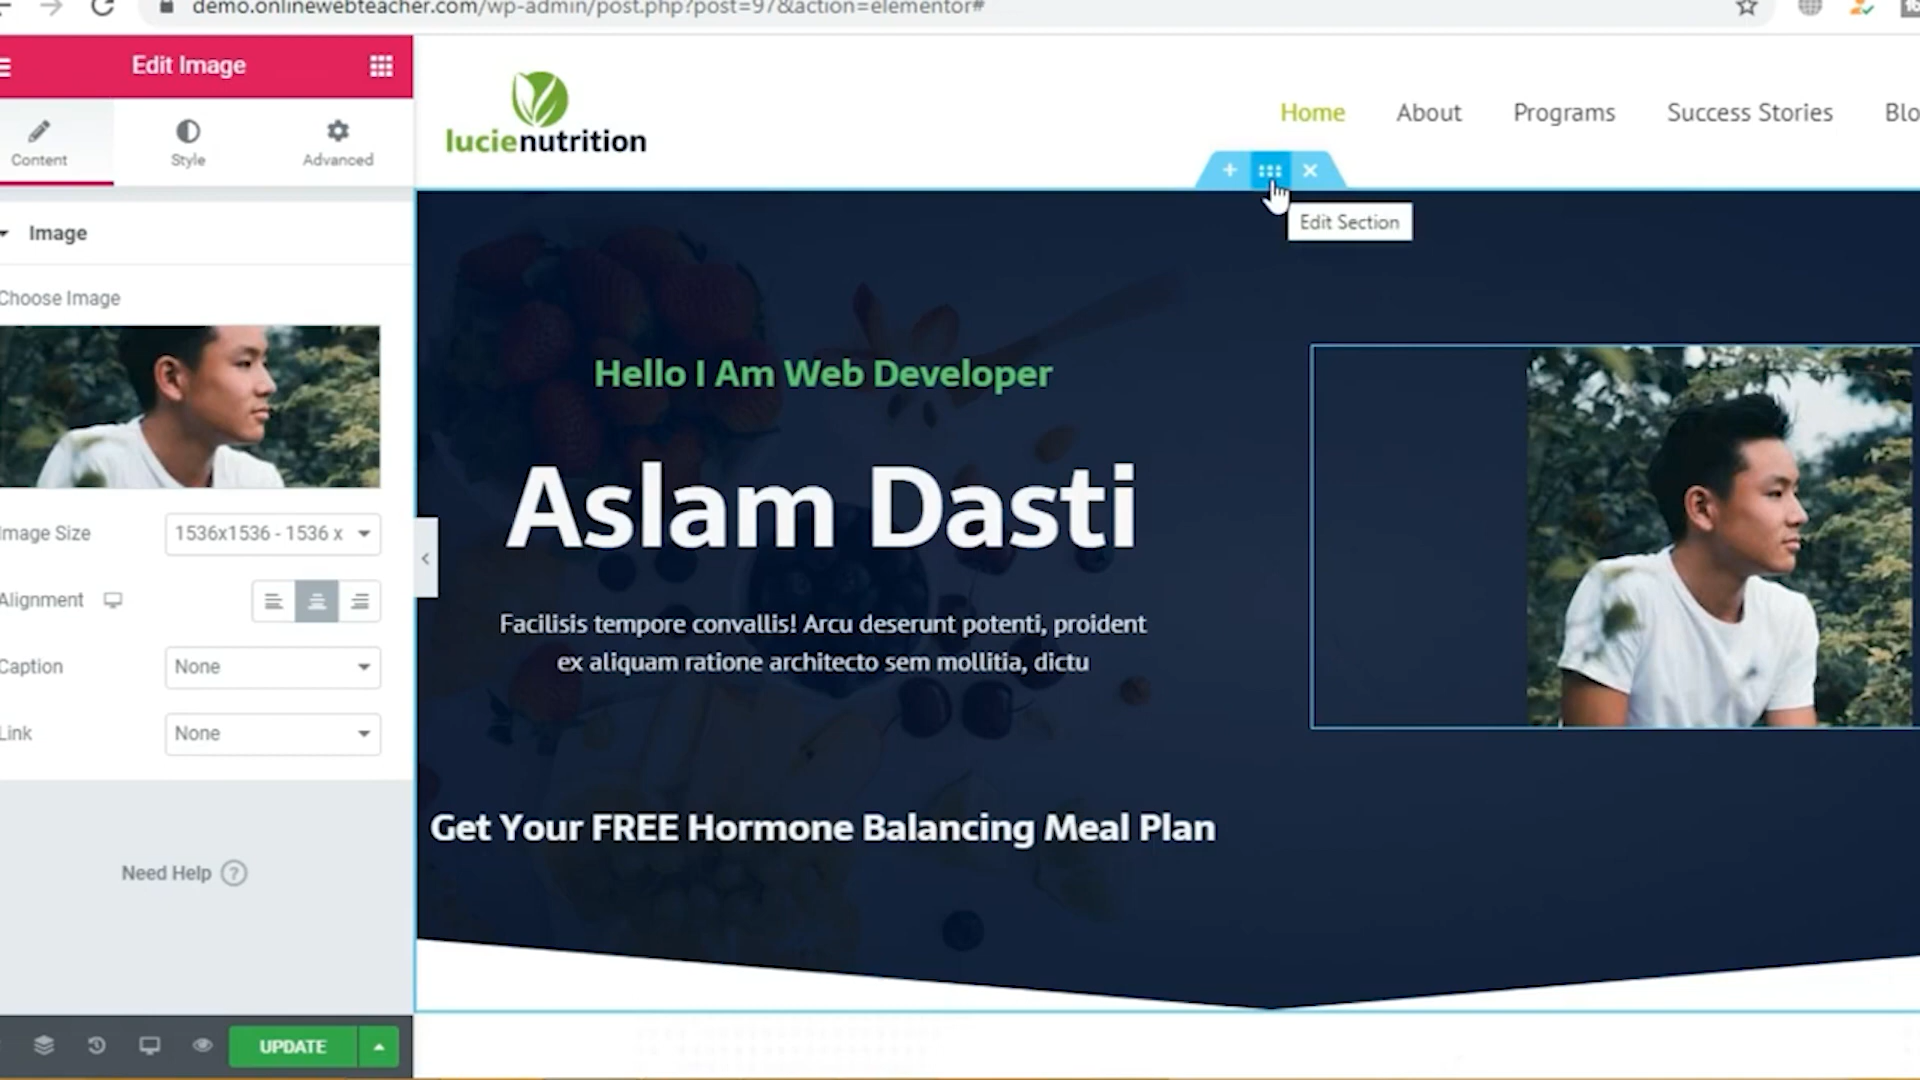 demo.onlinewebteacher.com/wp-admin/post.php?post=97&action=elementor#
Edit Image
Content
Style
Advanced
Image
Choose Image
Image Size
1536x1536 - 1536 x
Alignment
Caption
None
Link
None
Need Help ?
UPDATE
lucienutrition
Home
About
Programs
Success Stories
Blo
Edit Section
Hello I Am Web Developer
Aslam Dasti
Facilisis tempore convallis! Arcu deserunt potenti, proident
ex aliquam ratione architecto sem mollitia, dictu
Get Your FREE Hormone Balancing Meal Plan